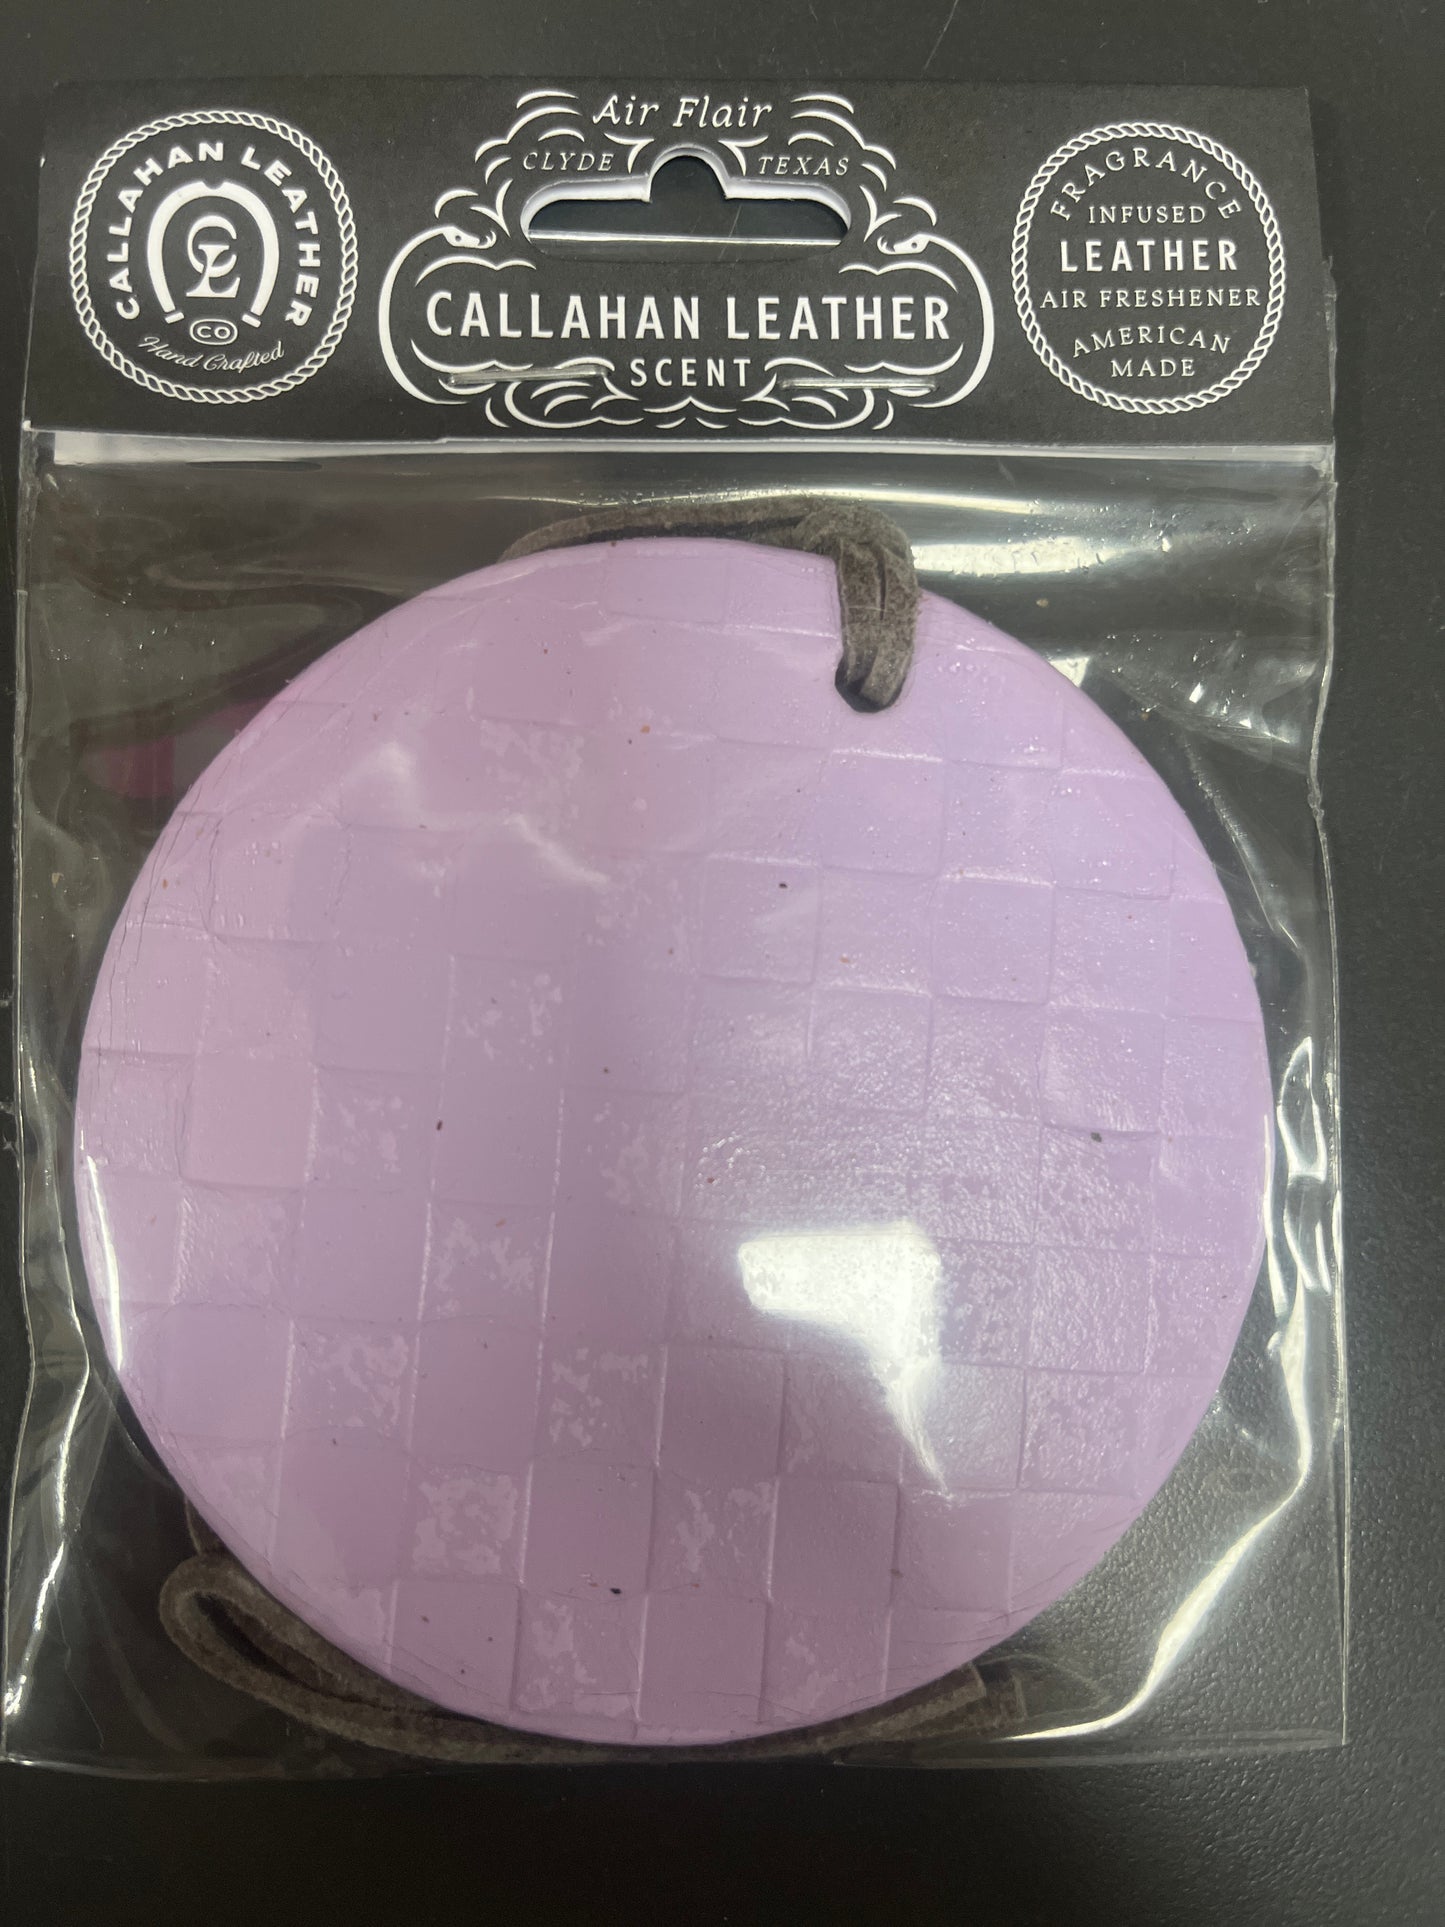 CALLAHAN LEATHER
CL
CO
Hand Crafted
Air Flair
CLYDE TEXAS
CALLAHAN LEATHER
SCENT
FRAGRANCE
INFUSED
LEATHER
AIR FRESHENER
AMERICAN
MADE